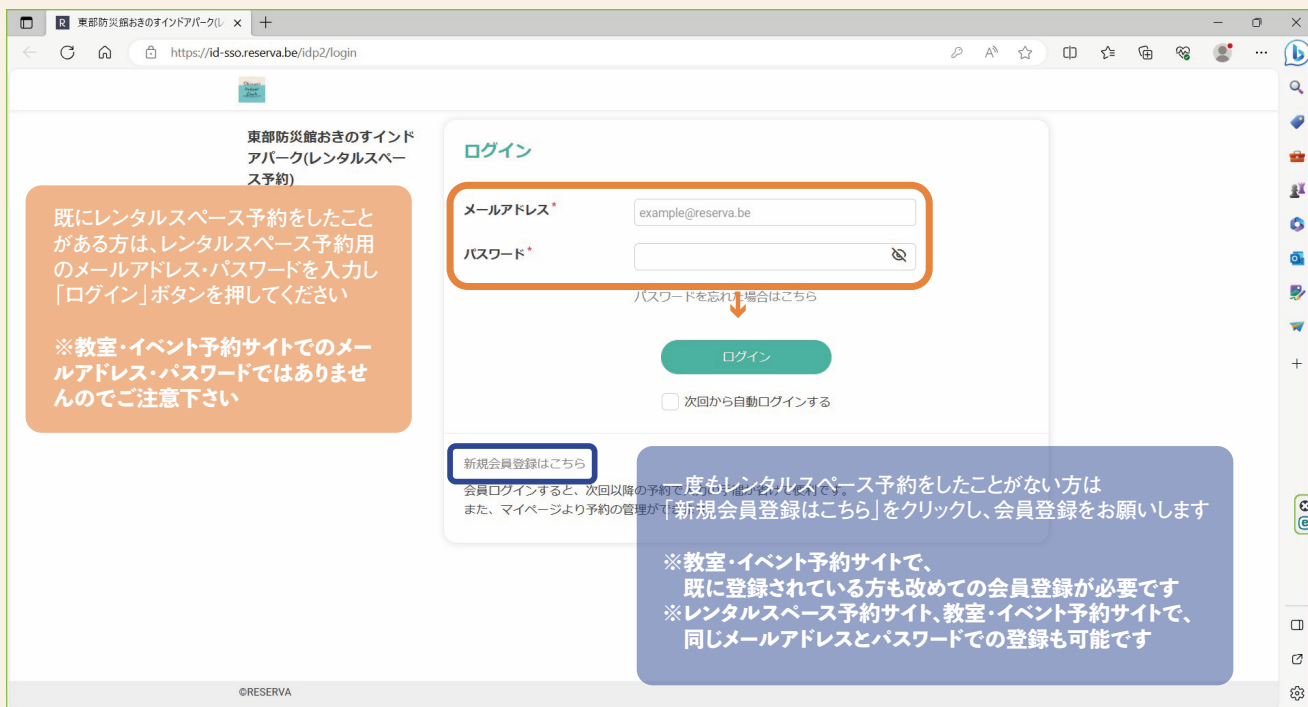 東部防災館おきのすインドアパーク(レ
https://id-sso.reserva.be/idp2/login
東部防災館おきのすインド
アパーク(レンタルスペー
ス予約)
既にレンタルスペース予約をしたこと
がある方は、レンタルスペース予約用
のメールアドレス・パスワードを入力し
「ログイン」ボタンを押してください
※教室・イベント予約サイトでのメー
ルアドレス・パスワードではありませ
んのでご注意下さい
ログイン
メールアドレス*
example@reserva.be
パスワード*
パスワードを忘れた場合はこちら
ログイン
次回から自動ログインする
新規会員登録はこちら
会員ログインすると、次回以降の予約で
便利です。
また、マイページより予約の管理がで
一度もレンタルスペース予約をしたことがない方は
「新規会員登録はこちら」をクリックし、会員登録をお願いします
※教室・イベント予約サイトで、
既に登録されている方も改めての会員登録が必要です
※レンタルスペース予約サイト、教室・イベント予約サイトで、
同じメールアドレスとパスワードでの登録も可能です
©RESERVA